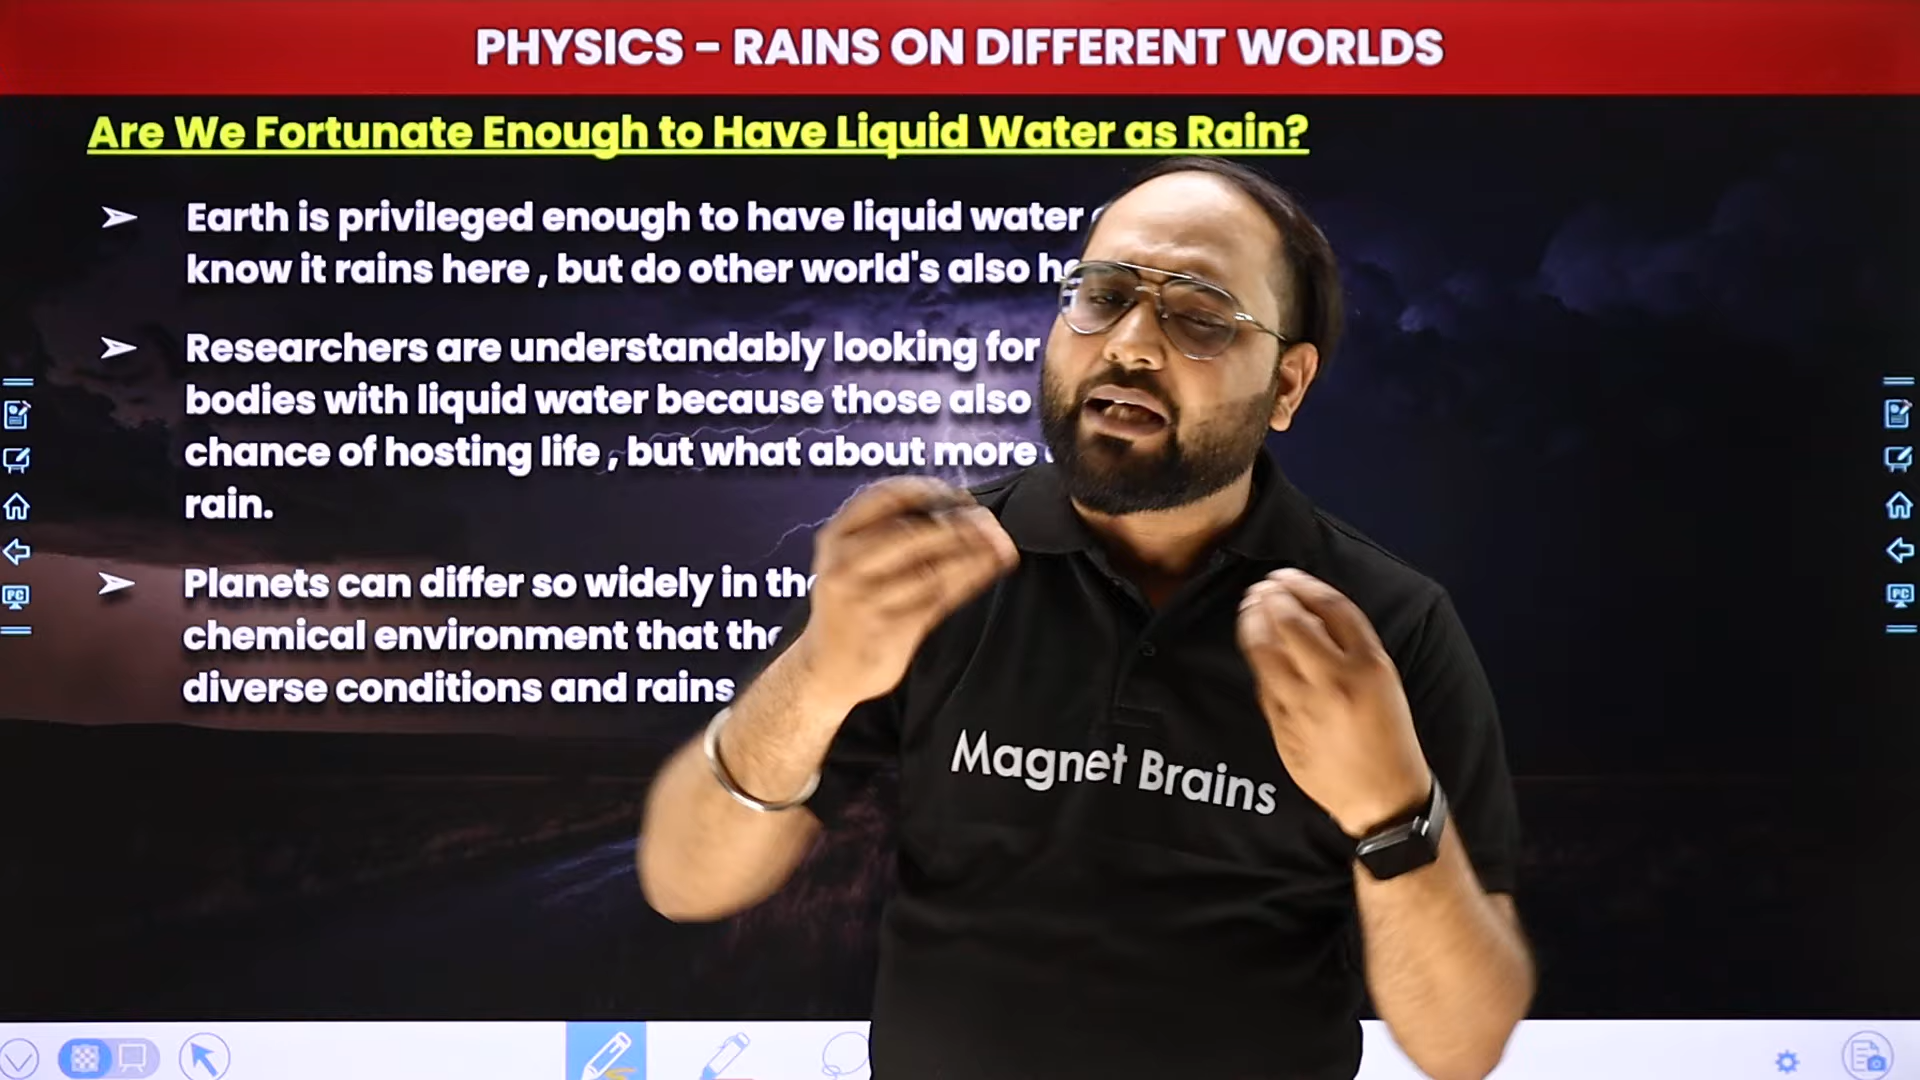 PHYSICS – RAINS ON DIFFERENT WORLDS
Are We Fortunate Enough to Have Liquid Water as Rain?
➤ Earth is privileged enough to have liquid water
know it rains here , but do other world's also
➤ Researchers are understandably looking for
bodies with liquid water because those also
chance of hosting life , but what about more
rain.
➤ Planets can differ so widely in
chemical environment that
diverse conditions and rains
Magnet Brains
PC
PC